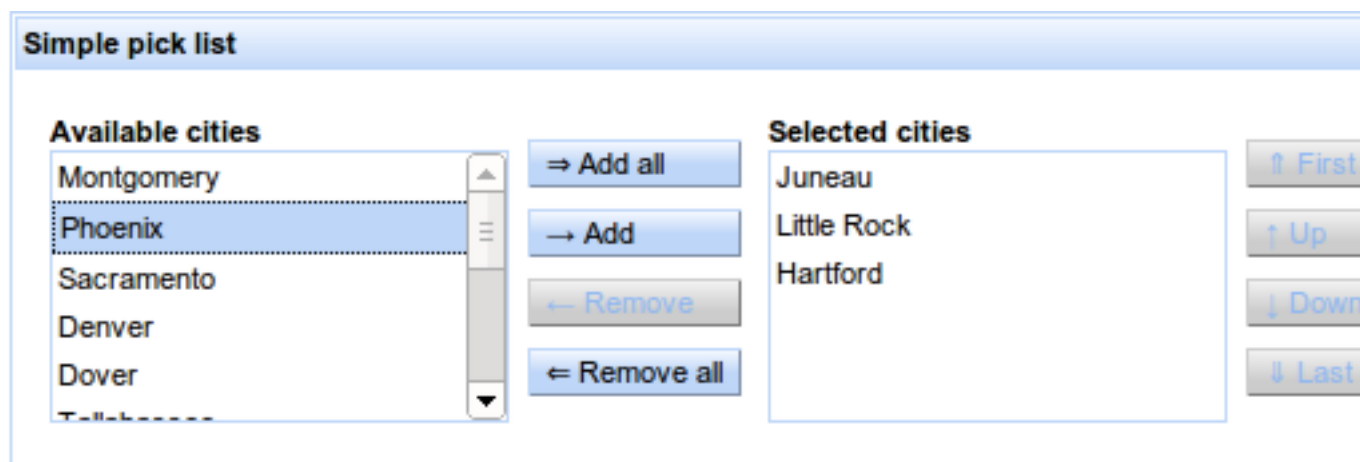 Simple pick list
Available cities
Montgomery
Phoenix
Sacramento
Denver
Dover
⇒ Add all
→ Add
← Remove
⇐ Remove all
Selected cities
Juneau
Little Rock
Hartford
⇑ First
↑ Up
↓ Down
⇓ Last